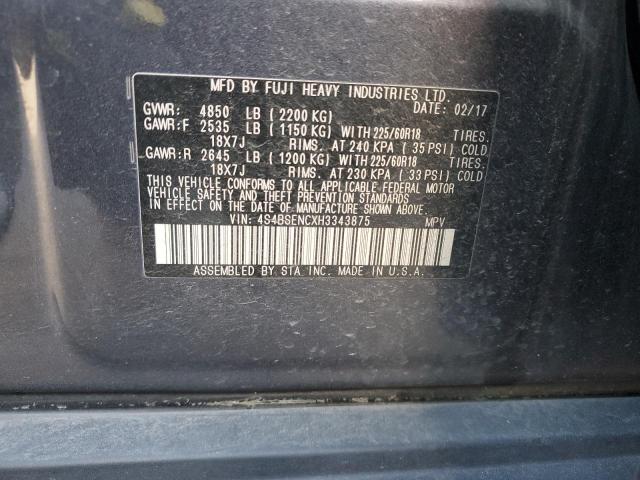 MFD BY FUJI HEAVY INDUSTRIES LTD.
GVWR: 4850 LB (2200 KG) DATE: 02/17
GAWR:F 2535 LB (1150 KG) WITH 225/60R18 TIRES.
18X7J RIMS. AT 240 KPA (35 PSI) COLD
GAWR:R 2645 LB (1200 KG) WITH 225/60R18 TIRES.
18X7J RIMS. AT 230 KPA (33 PSI) COLD
THIS VEHICLE CONFORMS TO ALL APPLICABLE FEDERAL MOTOR
VEHICLE SAFETY AND THEFT PREVENTION STANDARDS
IN EFFECT ON THE DATE OF MANUFACTURE SHOWN ABOVE.
VIN: 4S4BSENCXH3343875 MPV
ASSEMBLED BY SIA INC. MADE IN U.S.A.